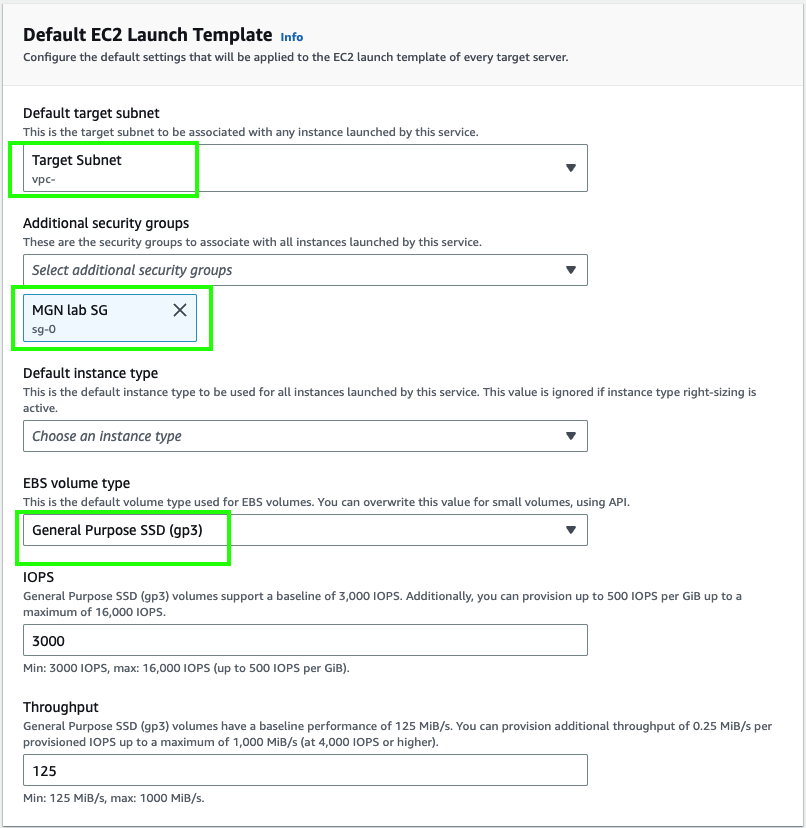 Default EC2 Launch Template Info
Configure the default settings that will be applied to the EC2 launch template of every target server.
Default target subnet
This is the target subnet to be associated with any instance launched by this service.
Target Subnet
vpc-
Additional security groups
These are the security groups to associate with all instances launched by this service.
Select additional security groups
MGN lab SG
sg-0
Default instance type
This is the default instance type to be used for all instances launched by this service. This value is ignored if instance type right-sizing is
active.
Choose an instance type
EBS volume type
This is the default volume type used for EBS volumes. You can overwrite this value for small volumes, using API.
General Purpose SSD (gp3)
IOPS
General Purpose SSD (gp3) volumes support a baseline of 3,000 IOPS. Additionally, you can provision up to 500 IOPS per GiB up to a
maximum of 16,000 IOPS.
3000
Min: 3000 IOPS, max: 16,000 IOPS (up to 500 IOPS per GiB).
Throughput
General Purpose SSD (gp3) volumes have a baseline performance of 125 MiB/s. You can provision additional throughput of 0.25 MiB/s per
provisioned IOPS up to a maximum of 1,000 MiB/s (at 4,000 IOPS or higher).
125
Min: 125 MiB/s, max: 1000 MiB/s.